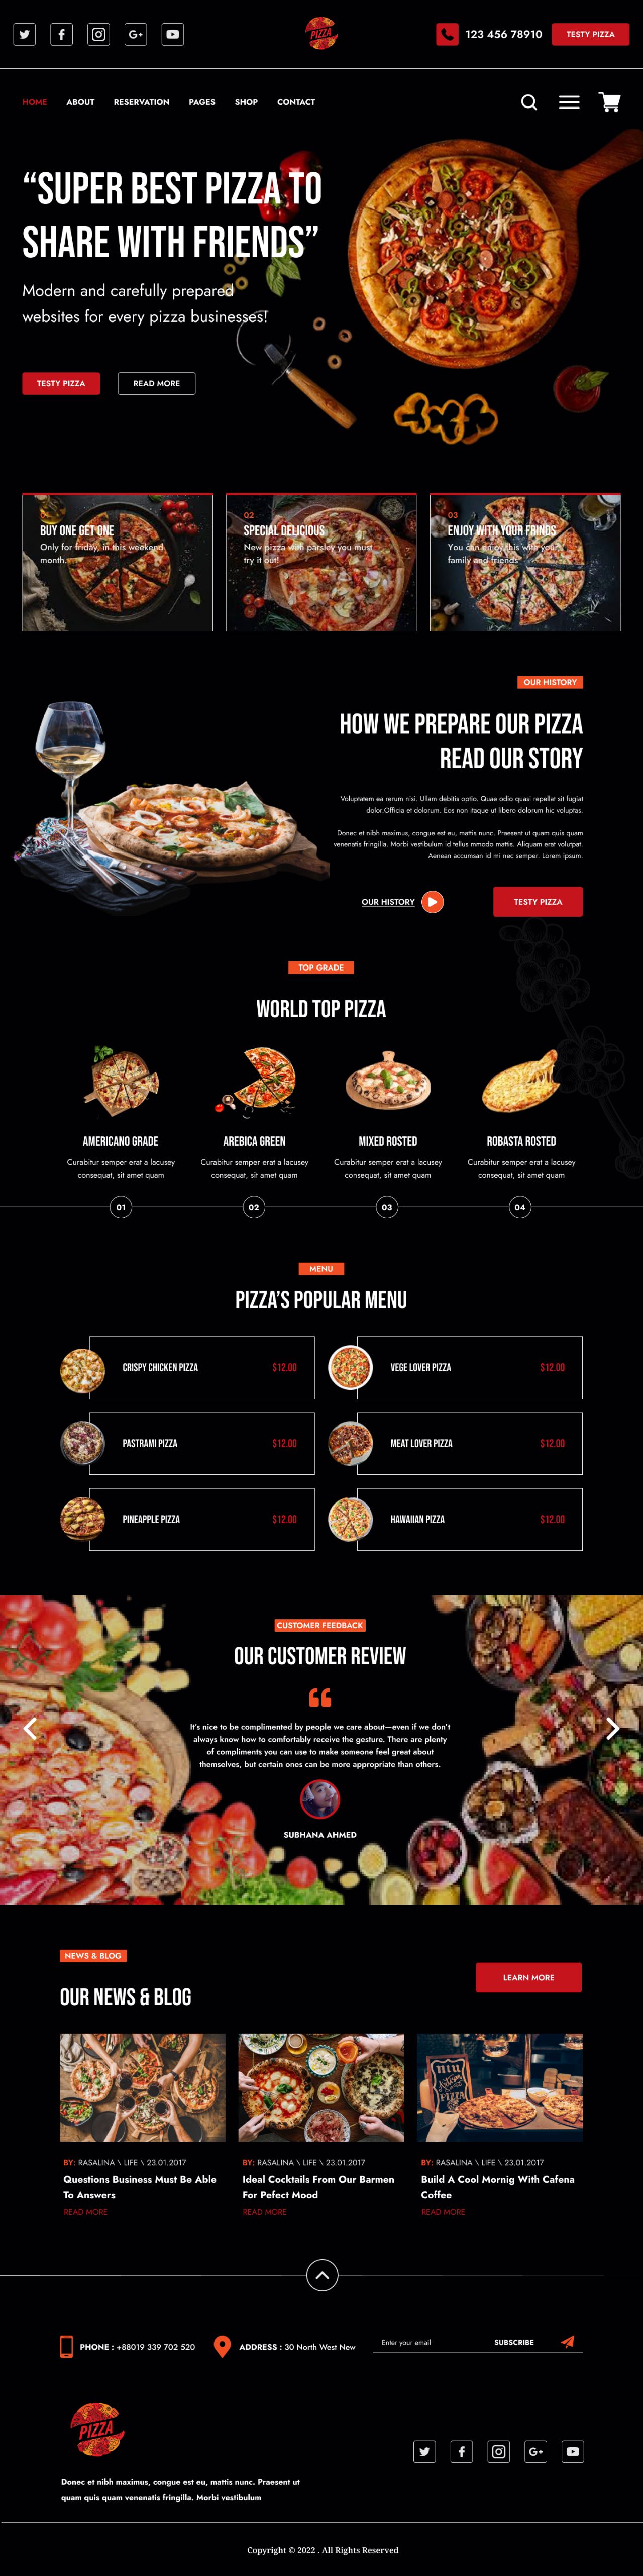 PIZZA
123 456 78910
TESTY PIZZA
HOME
ABOUT
RESERVATION
PAGES
SHOP
CONTACT
“SUPER BEST PIZZA TO
SHARE WITH FRIENDS”
Modern and carefully prepared
websites for every pizza businesses!
TESTY PIZZA
READ MORE
BUY ONE GET ONE
Only for friday, in this weekend
month.
02
SPECIAL DELICIOUS
New pizza with parsley you must
try it out!
03
ENJOY WITH YOUR FRINDS
You can enjoy this with your
family and friends
OUR HISTORY
HOW WE PREPARE OUR PIZZA
READ OUR STORY
Voluptatem ea rerum nisi. Ullam debitis optio. Quae odio quasi repellat sit fugiat
dolor.Officia et dolorum. Eos non itaque ut libero dolorum hic voluptas.
Donec et nibh maximus, congue est eu, mattis nunc. Praesent ut quam quis quam
venenatis fringilla. Morbi vestibulum id tellus mmodo mattis. Aliquam erat volutpat.
Aenean accumsan id mi nec semper. Lorem ipsum.
OUR HISTORY
TESTY PIZZA
TOP GRADE
WORLD TOP PIZZA
AMERICANO GRADE
Curabitur semper erat a lacusey
consequat, sit amet quam
01
AREBICA GREEN
Curabitur semper erat a lacusey
consequat, sit amet quam
02
MIXED ROSTED
Curabitur semper erat a lacusey
consequat, sit amet quam
03
ROBASTA ROSTED
Curabitur semper erat a lacusey
consequat, sit amet quam
04
MENU
PIZZA’S POPULAR MENU
CRISPY CHICKEN PIZZA $12.00
VEGE LOVER PIZZA $12.00
PASTRAMI PIZZA $12.00
MEAT LOVER PIZZA $12.00
PINEAPPLE PIZZA $12.00
HAWAIIAN PIZZA $12.00
CUSTOMER FEEDBACK
OUR CUSTOMER REVIEW
It’s nice to be complimented by people we care about—even if we don’t
always know how to comfortably receive the gesture. There are plenty
of compliments you can use to make someone feel great about
themselves, but certain ones can be more appropriate than others.
SUBHANA AHMED
NEWS & BLOG
OUR NEWS & BLOG
LEARN MORE
BY: RASALINA \ LIFE \ 23.01.2017
Questions Business Must Be Able
To Answers
READ MORE
BY: RASALINA \ LIFE \ 23.01.2017
Ideal Cocktails From Our Barmen
For Pefect Mood
READ MORE
PIZZA
BY: RASALINA \ LIFE \ 23.01.2017
Build A Cool Mornig With Cafena
Coffee
READ MORE
PHONE : +88019 339 702 520
ADDRESS : 30 North West New
Enter your email
SUBSCRIBE
PIZZA
Donec et nibh maximus, congue est eu, mattis nunc. Praesent ut
quam quis quam venenatis fringilla. Morbi vestibulum
Copyright © 2022 . All Rights Reserved